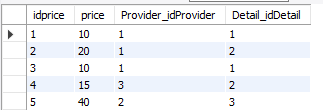 idprice price Provider_idProvider Detail_idDetail
1 10 1 1
2 20 1 2
3 10 1 1
4 15 3 2
5 40 2 3